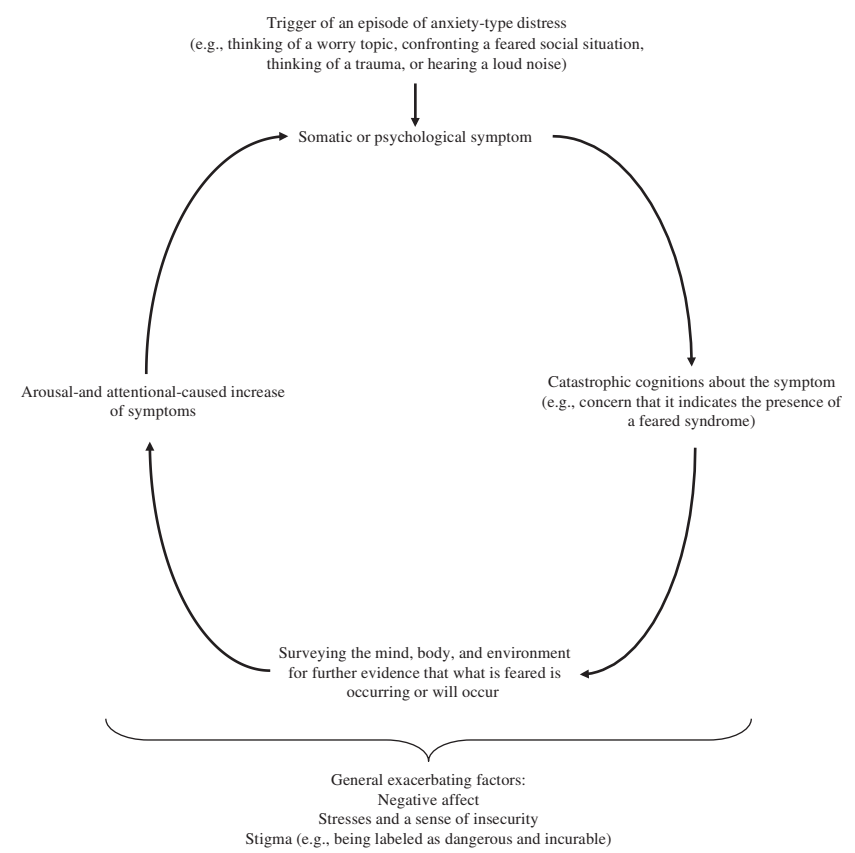 Trigger of an episode of anxiety-type distress
(e.g., thinking of a worry topic, confronting a feared social situation,
thinking of a trauma, or hearing a loud noise)
Somatic or psychological symptom
Catastrophic cognitions about the symptom
(e.g., concern that it indicates the presence of
a feared syndrome)
Arousal-and attentional-caused increase
of symptoms
Surveying the mind, body, and environment
for further evidence that what is feared is
occurring or will occur
General exacerbating factors:
Negative affect
Stresses and a sense of insecurity
Stigma (e.g., being labeled as dangerous and incurable)